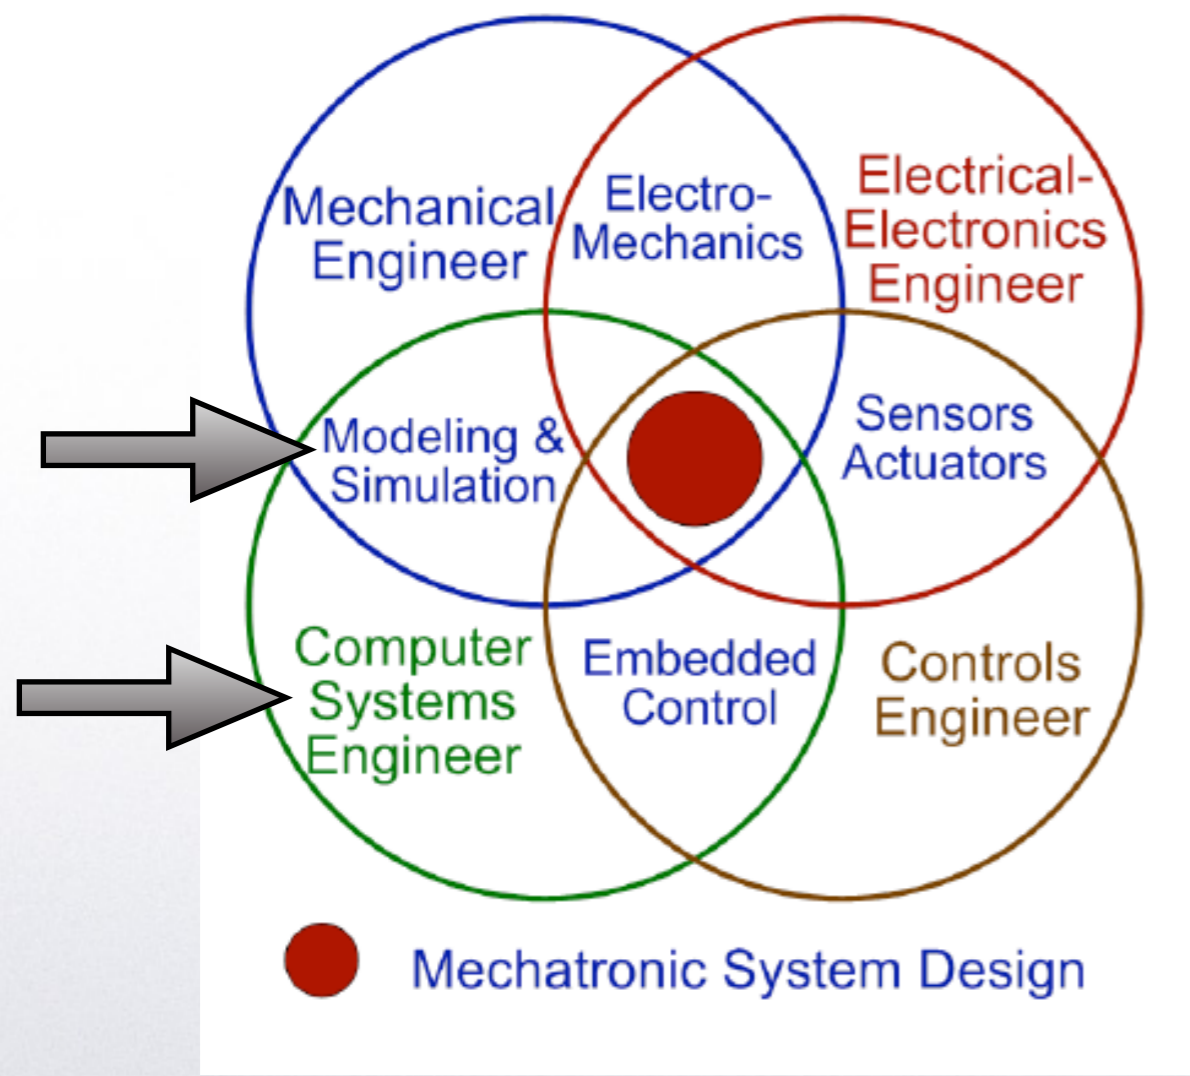 Mechanical
Engineer
Electro-
Mechanics
Electrical-
Electronics
Engineer
Modeling &
Simulation
Sensors
Actuators
Computer
Systems
Engineer
Embedded
Control
Controls
Engineer
Mechatronic System Design